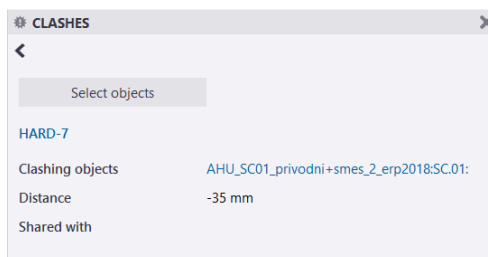 CLASHES
Select objects
HARD-7
Clashing objects AHU_SC01_privodni+smes_2_erp2018:SC.01:
Distance -35 mm
Shared with